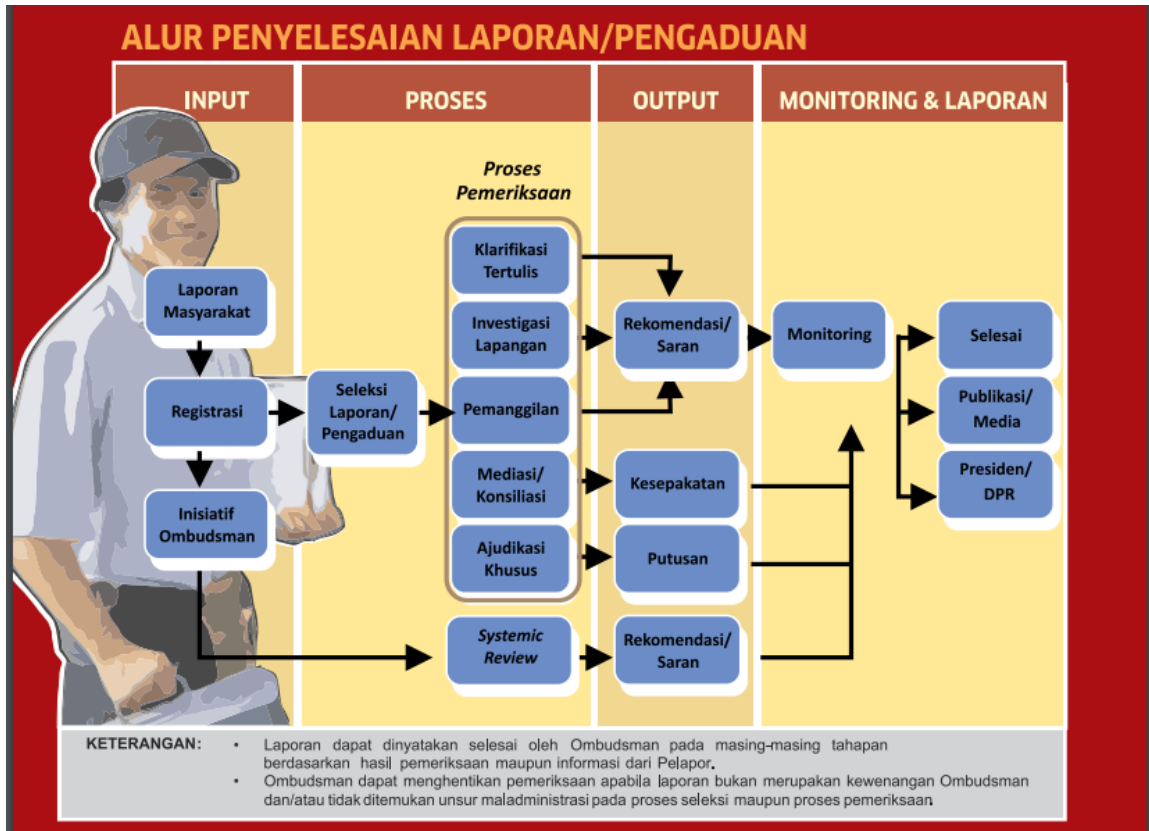 ALUR PENYELESAIAN LAPORAN/PENGADUAN
INPUT
PROSES
OUTPUT
MONITORING & LAPORAN
Proses
Pemeriksaan
Laporan
Masyarakat
Registrasi
Inisiatif
Ombudsman
Seleksi
Laporan/
Pengaduan
Klarifikasi
Tertulis
Investigasi
Lapangan
Pemanggilan
Mediasi/
Konsiliasi
Ajudikasi
Khusus
Systemic
Review
Rekomendasi/
Saran
Kesepakatan
Putusan
Rekomendasi/
Saran
Monitoring
Selesai
Publikasi/
Media
Presiden/
DPR
KETERANGAN:
• Laporan dapat dinyatakan selesai oleh Ombudsman pada masing-masing tahapan
berdasarkan hasil pemeriksaan maupun informasi dari Pelapor.
• Ombudsman dapat menghentikan pemeriksaan apabila laporan bukan merupakan kewenangan Ombudsman
dan/atau tidak ditemukan unsur maladministrasi pada proses seleksi maupun proses pemeriksaan.